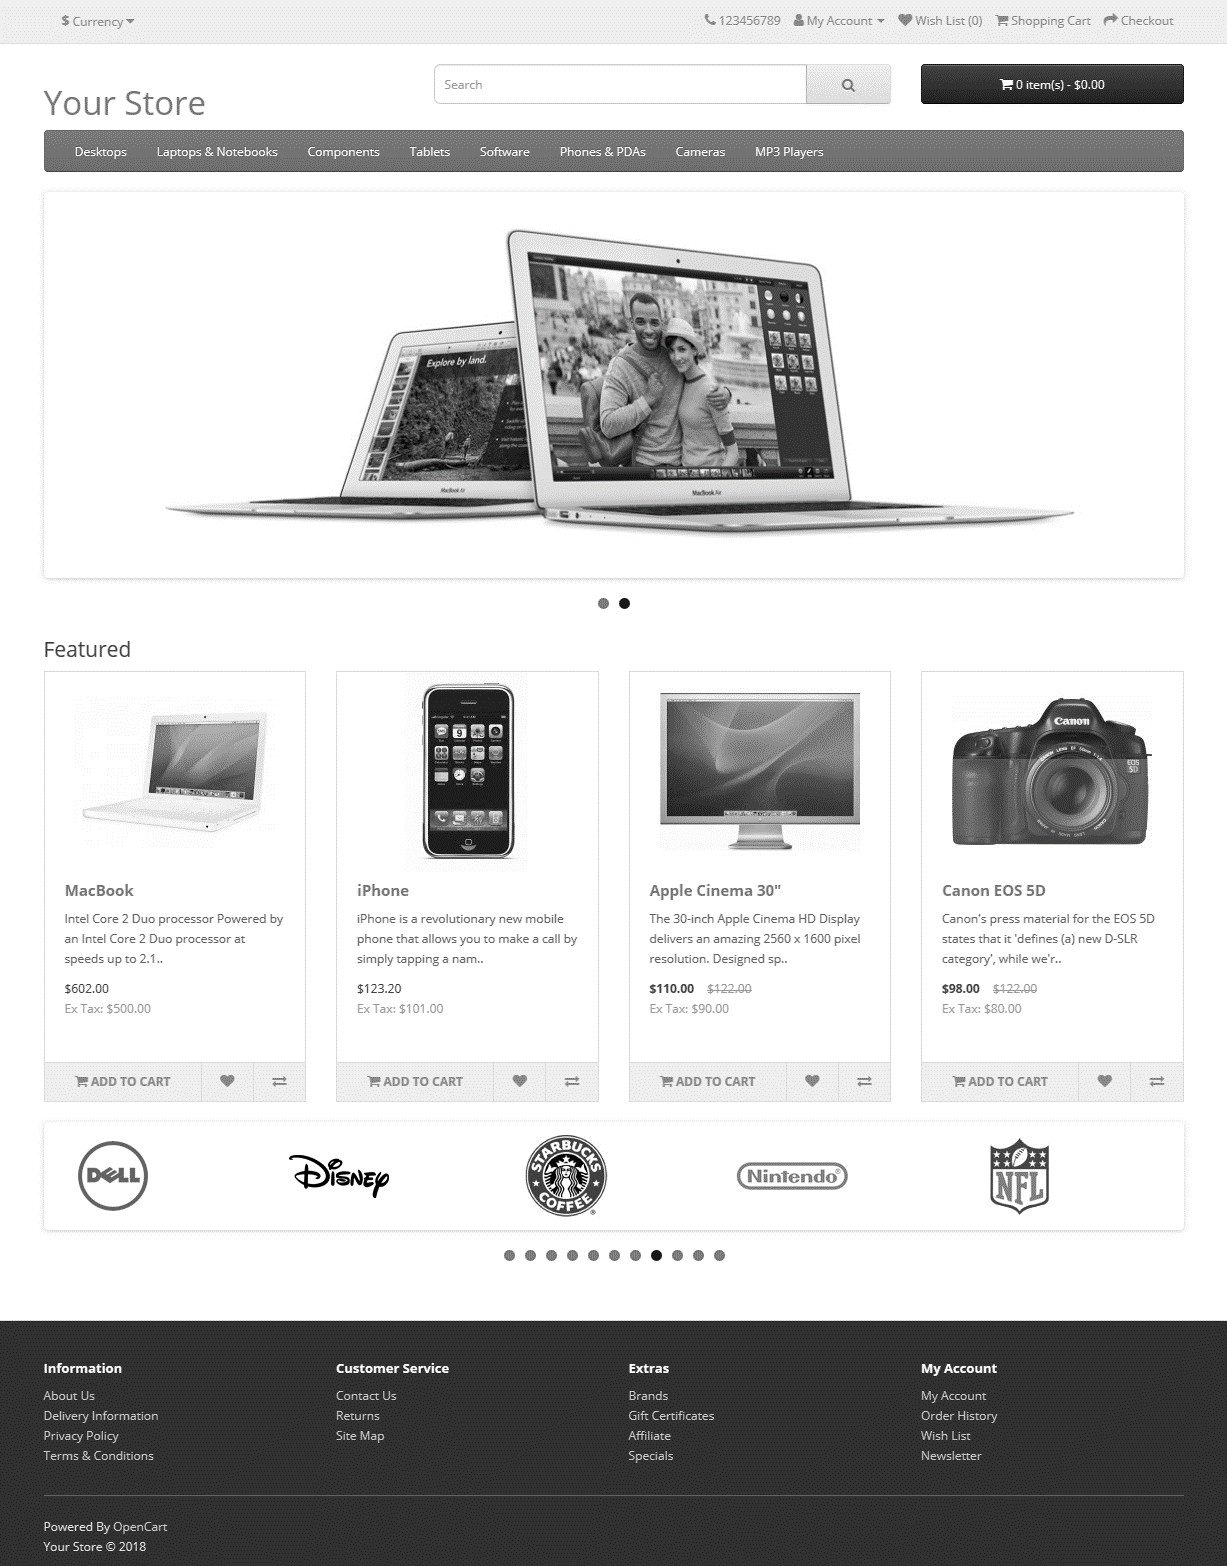 $ Currency
123456789 My Account Wish List (0) Shopping Cart Checkout
Your Store
Search
0 item(s) - $0.00
Desktops Laptops & Notebooks Components Tablets Software Phones & PDAs Cameras MP3 Players
Explore by land.
MacBook Air
MacBook Air
Featured
Canon
EOS
5D
MacBook
Intel Core 2 Duo processor Powered by
an Intel Core 2 Duo processor at
speeds up to 2.1..
$602.00
Ex Tax: $500.00
ADD TO CART
iPhone
iPhone is a revolutionary new mobile
phone that allows you to make a call by
simply tapping a nam..
$123.20
Ex Tax: $101.00
ADD TO CART
Apple Cinema 30"
The 30-inch Apple Cinema HD Display
delivers an amazing 2560 x 1600 pixel
resolution. Designed sp..
$110.00 $122.00
Ex Tax: $90.00
ADD TO CART
Canon EOS 5D
Canon's press material for the EOS 5D
states that it 'defines (a) new D-SLR
category', while we'r..
$98.00 $122.00
Ex Tax: $80.00
ADD TO CART
DELL
Disney
STARBUCKS
COFFEE
Nintendo
NFL
Information
About Us
Delivery Information
Privacy Policy
Terms & Conditions
Customer Service
Contact Us
Returns
Site Map
Extras
Brands
Gift Certificates
Affiliate
Specials
My Account
My Account
Order History
Wish List
Newsletter
Powered By OpenCart
Your Store © 2018